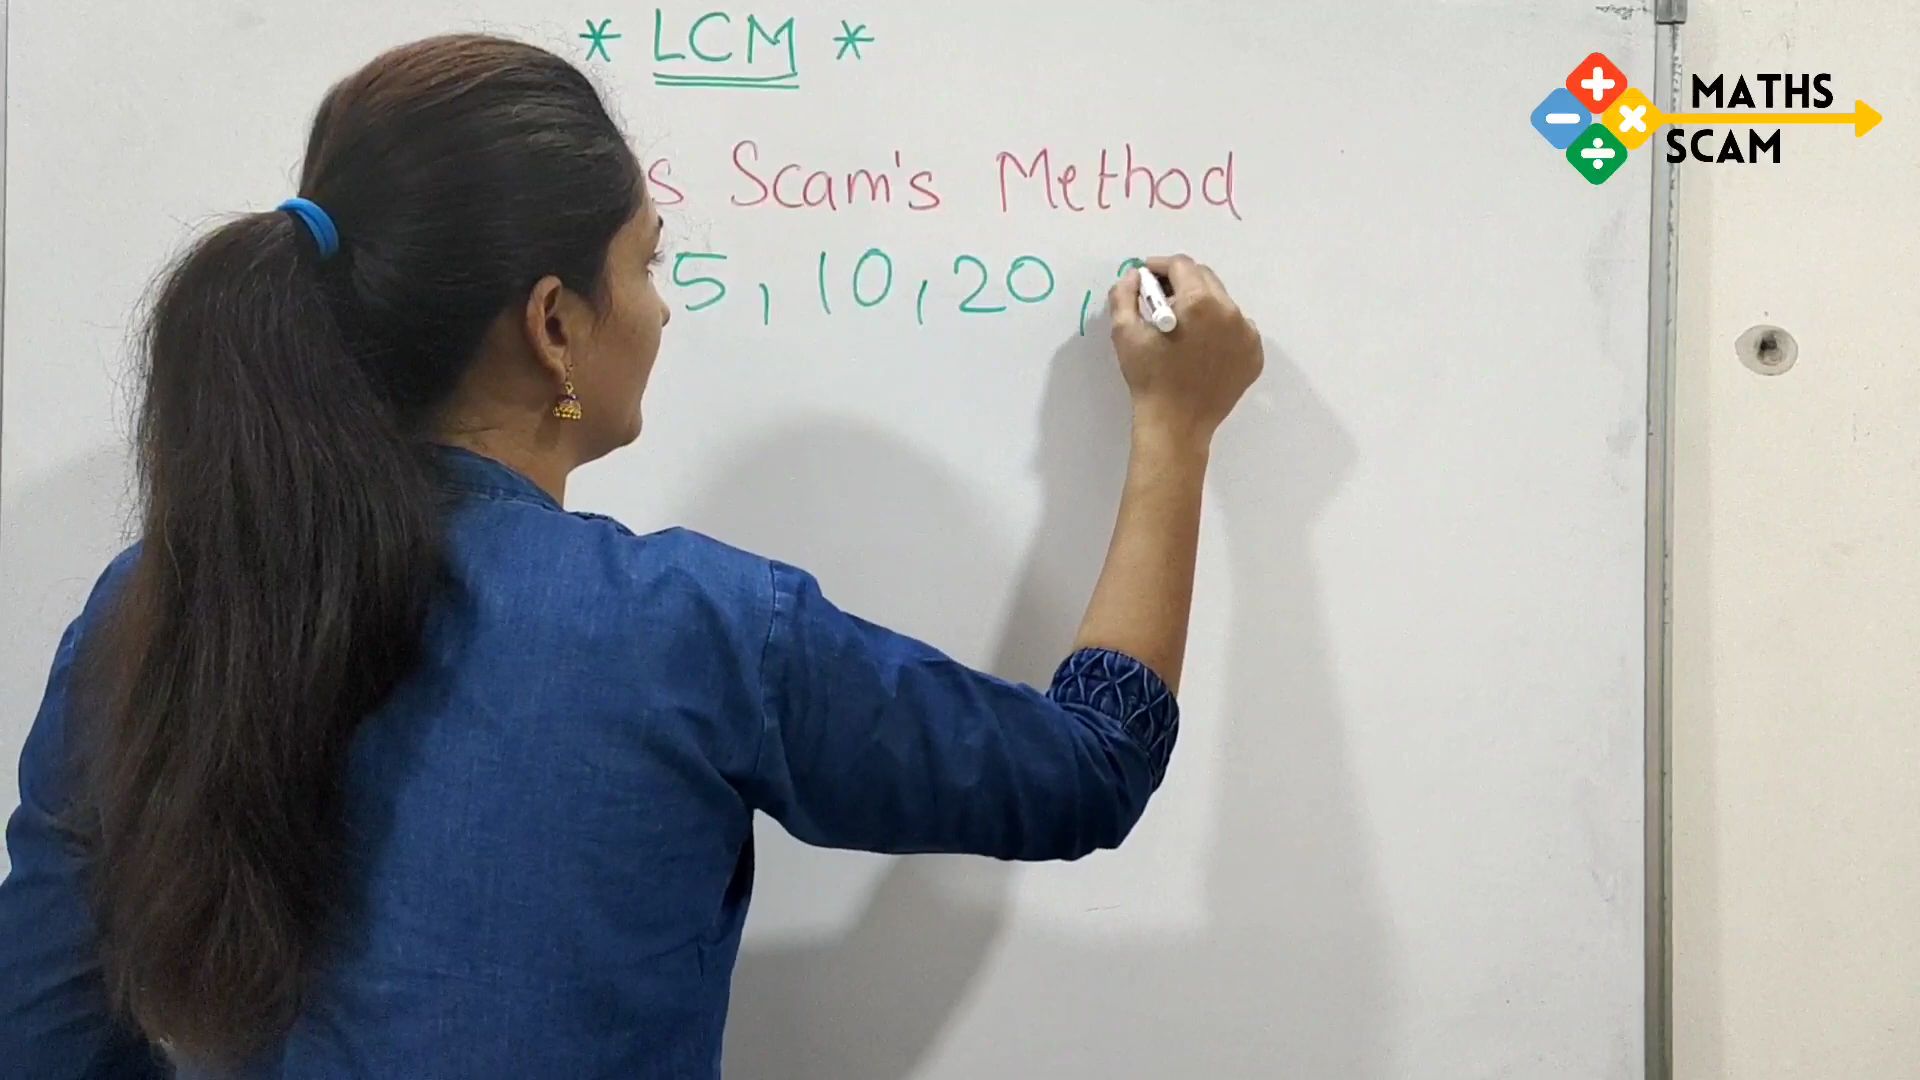 * LCM *
s Scam's Method
5, 10, 20,
MATHS
SCAM